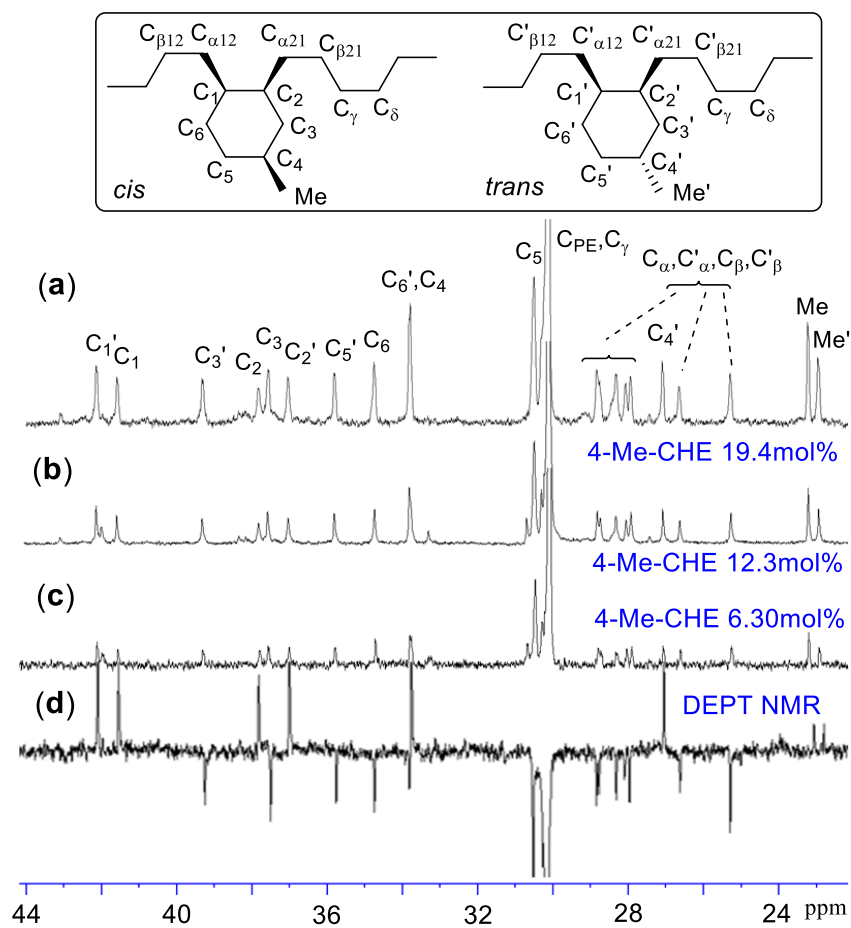 Cβ12 Cα12 Cα21 Cβ21 C'β12 C'α12 C'α21 C'β21
C1 C2 Cγ Cδ C1' C2' Cγ Cδ
C6 C3 C6' C3'
C5 C4 C5' C4'
cis Me trans Me'
(a) C1' C1 C3' C2 C3 C2' C5' C6 C6',C4 C5 CPE,Cγ Cα,C'α,Cβ,C'β C4' Me Me'
4-Me-CHE 19.4mol%
(b)
4-Me-CHE 12.3mol%
(c) 4-Me-CHE 6.30mol%
(d) DEPT NMR
44 40 36 32 28 24 ppm